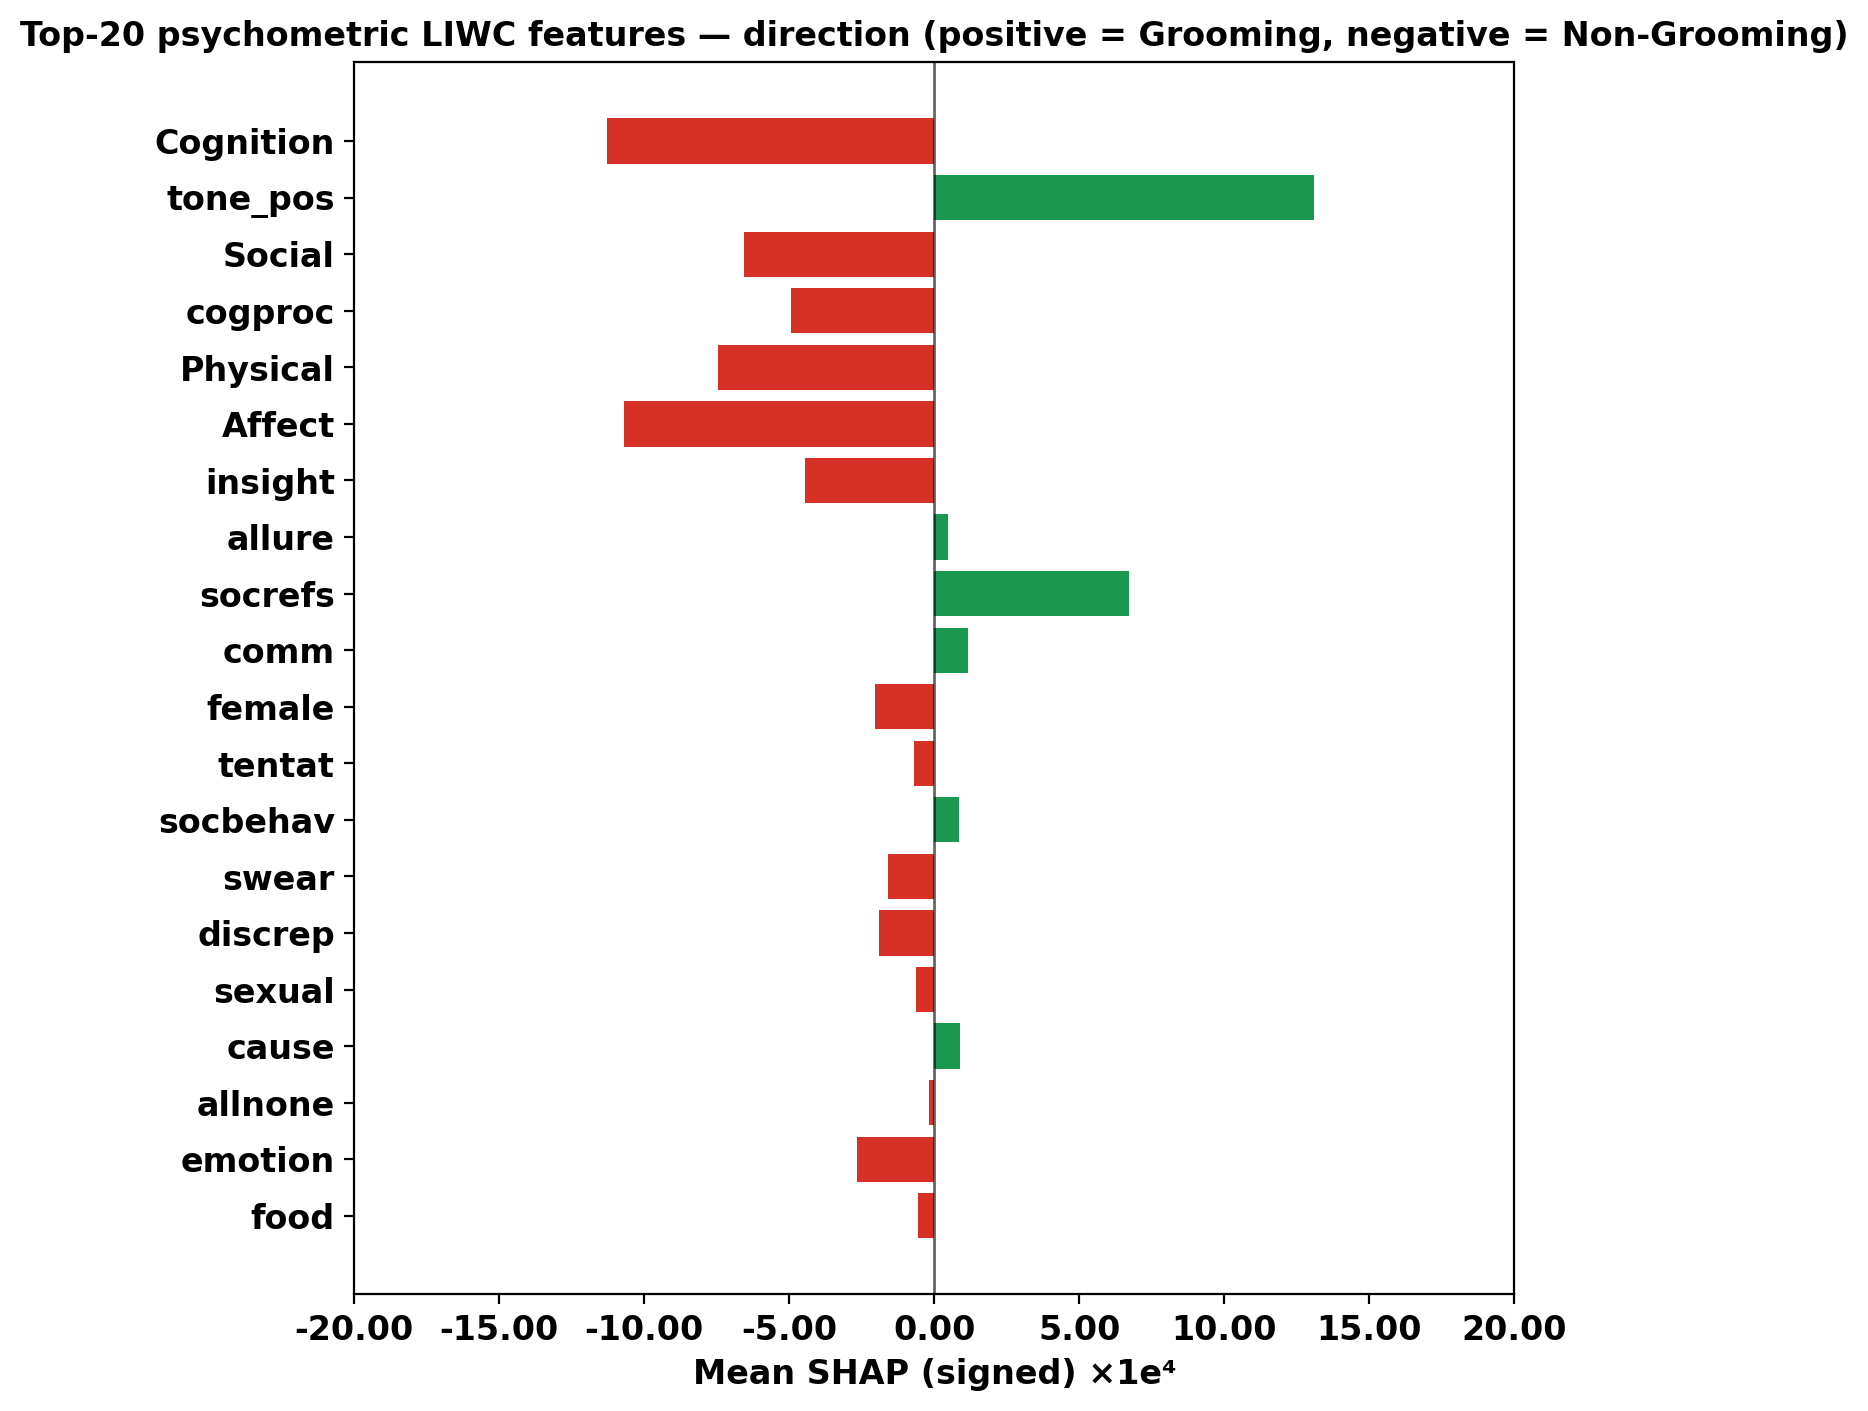 Top-20 psychometric LIWC features — direction (positive = Grooming, negative = Non-Grooming)
Cognition
tone_pos
Social
cogproc
Physical
Affect
insight
allure
socrefs
comm
female
tentat
socbehav
swear
discrep
sexual
cause
allnone
emotion
food
-20.00 -15.00 -10.00 -5.00 0.00 5.00 10.00 15.00 20.00
Mean SHAP (signed) ×1e⁴